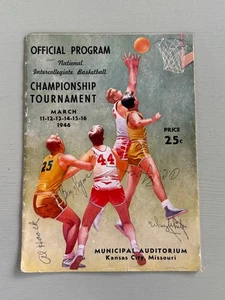 OFFICIAL PROGRAM
National
Intercollegiate Basketball
CHAMPIONSHIP
TOURNAMENT
MARCH
11-12-13-14-15-16
1946
PRICE
25c
44
25
MUNICIPAL AUDITORIUM
Kansas City, Missouri